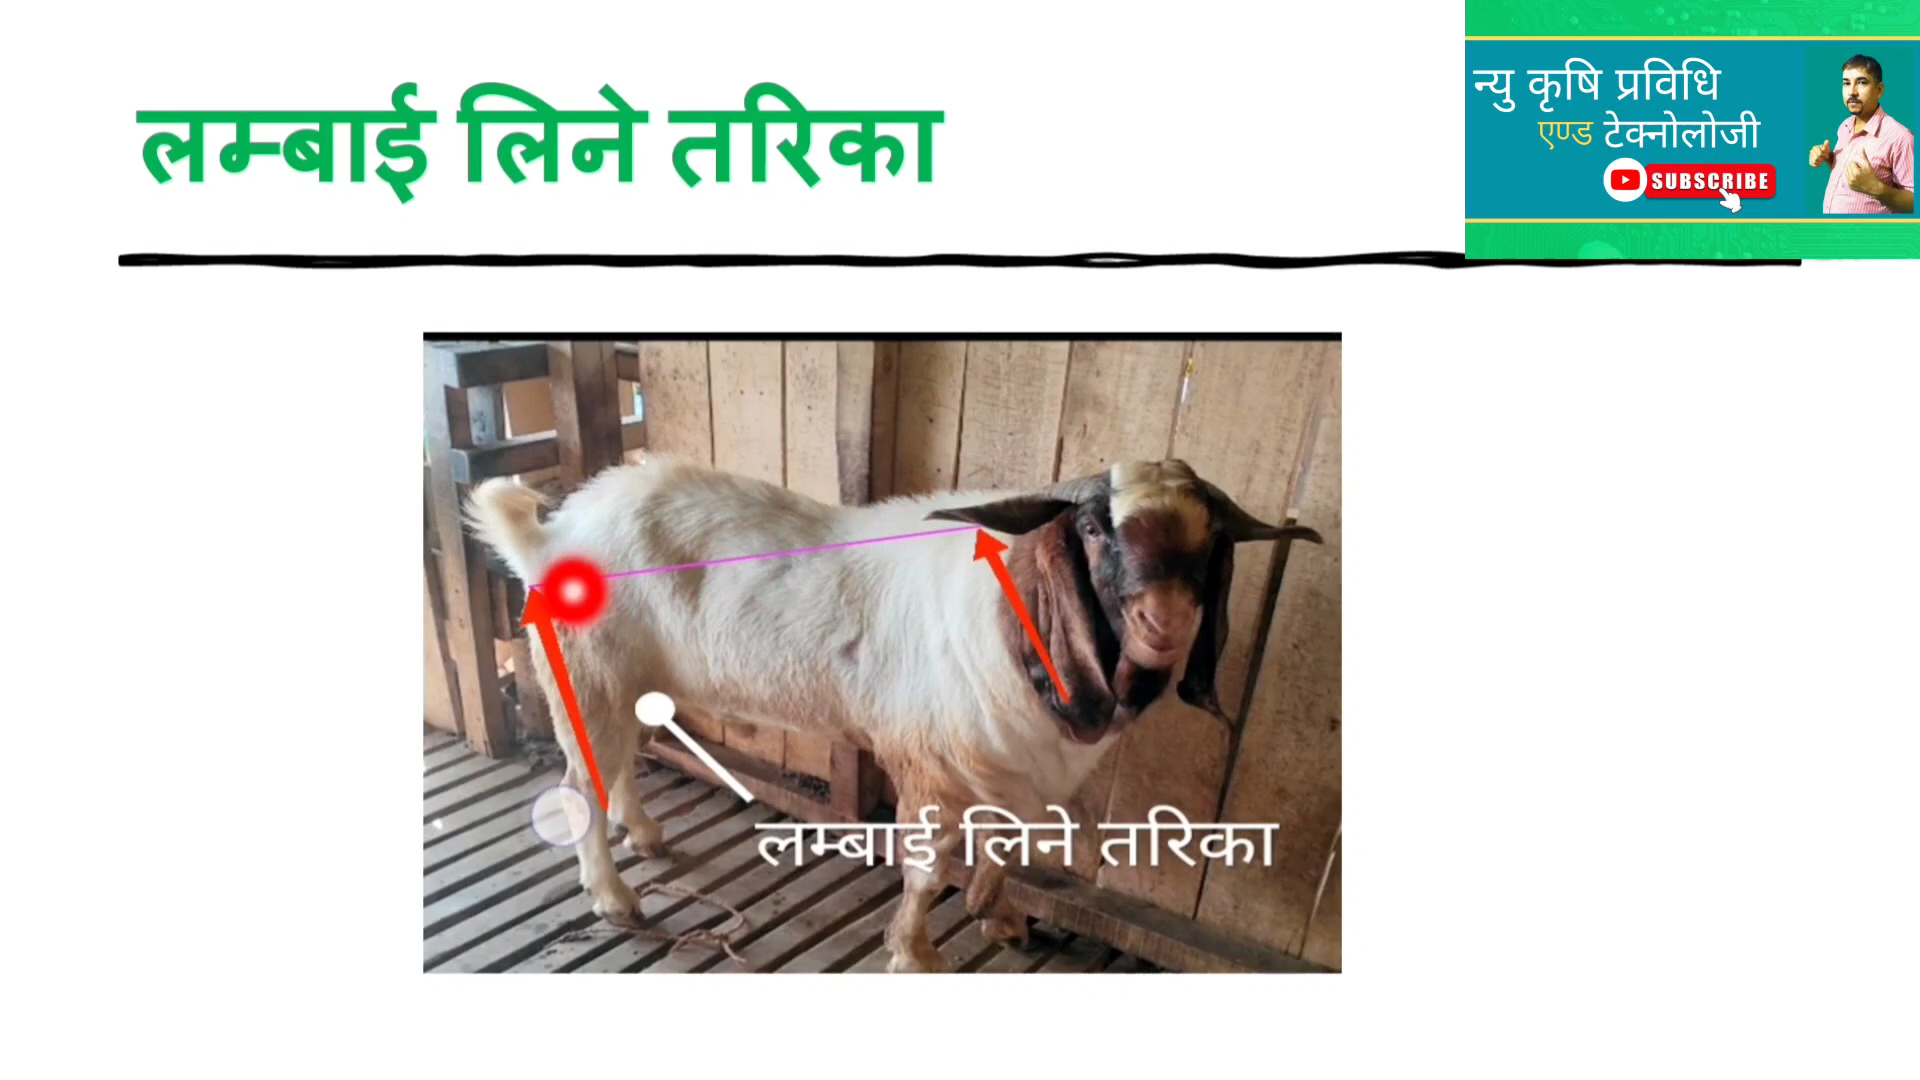 लम्बाई लिने तरिका
न्यु कृषि प्रविधि
एण्ड टेक्नोलोजी
SUBSCRIBE
लम्बाई लिने तरिका